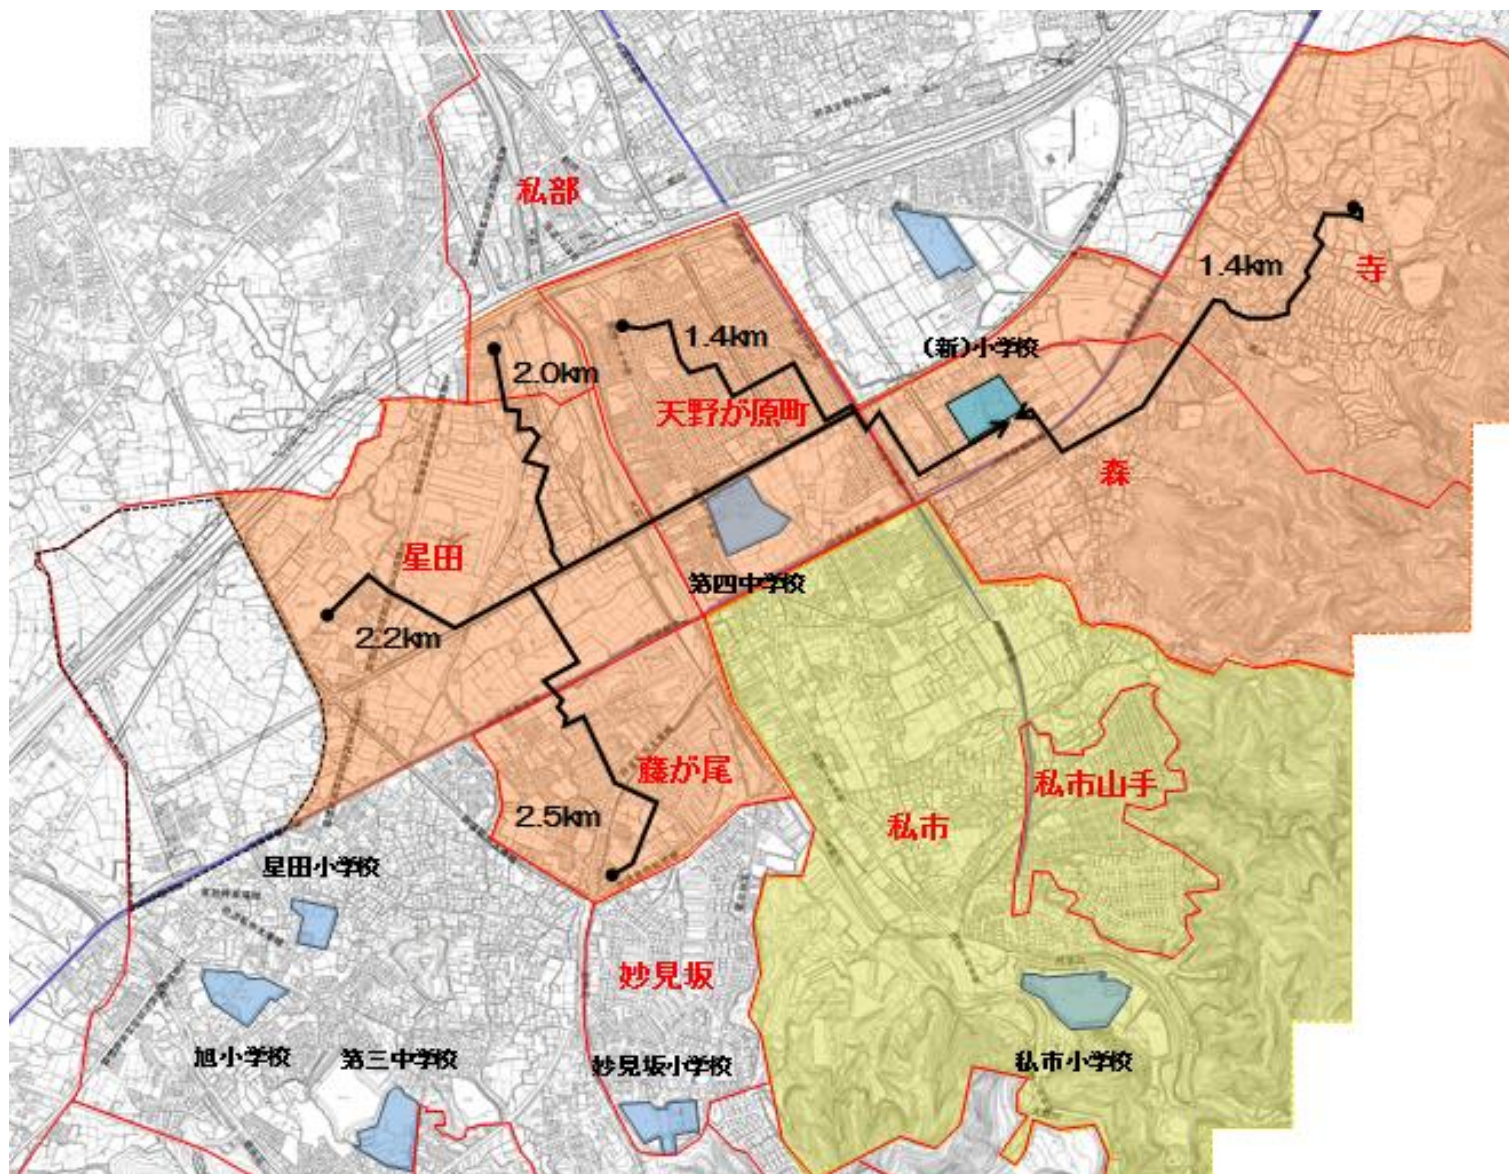 私部
1.4km
寺
(新)小学校
1.4km
2.0km
天野が原町
森
星田
第四中学校
2.2km
藤が尾
私市山手
2.5km
私市
星田小学校
妙見坂
旭小学校
第三中学校
妙見坂小学校
私市小学校